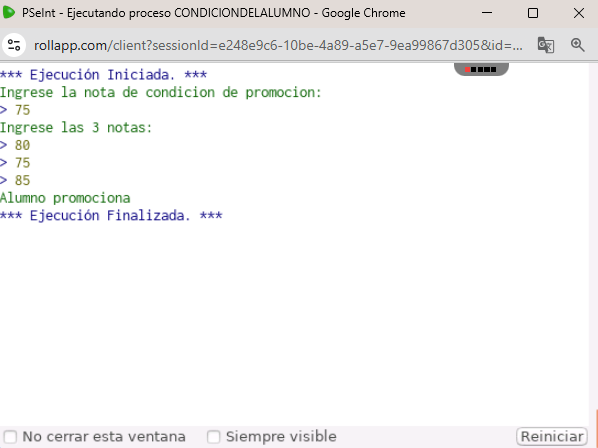 PSeInt - Ejecutando proceso CONDICIONDELALUMNO - Google Chrome
rollapp.com/client?sessionId=e248e9c6-10be-4a89-a5e7-9ea99867d305&id=...
*** Ejecución Iniciada. ***
Ingrese la nota de condicion de promocion:
> 75
Ingrese las 3 notas:
> 80
> 75
> 85
Alumno promociona
*** Ejecución Finalizada. ***
No cerrar esta ventana Siempre visible Reiniciar